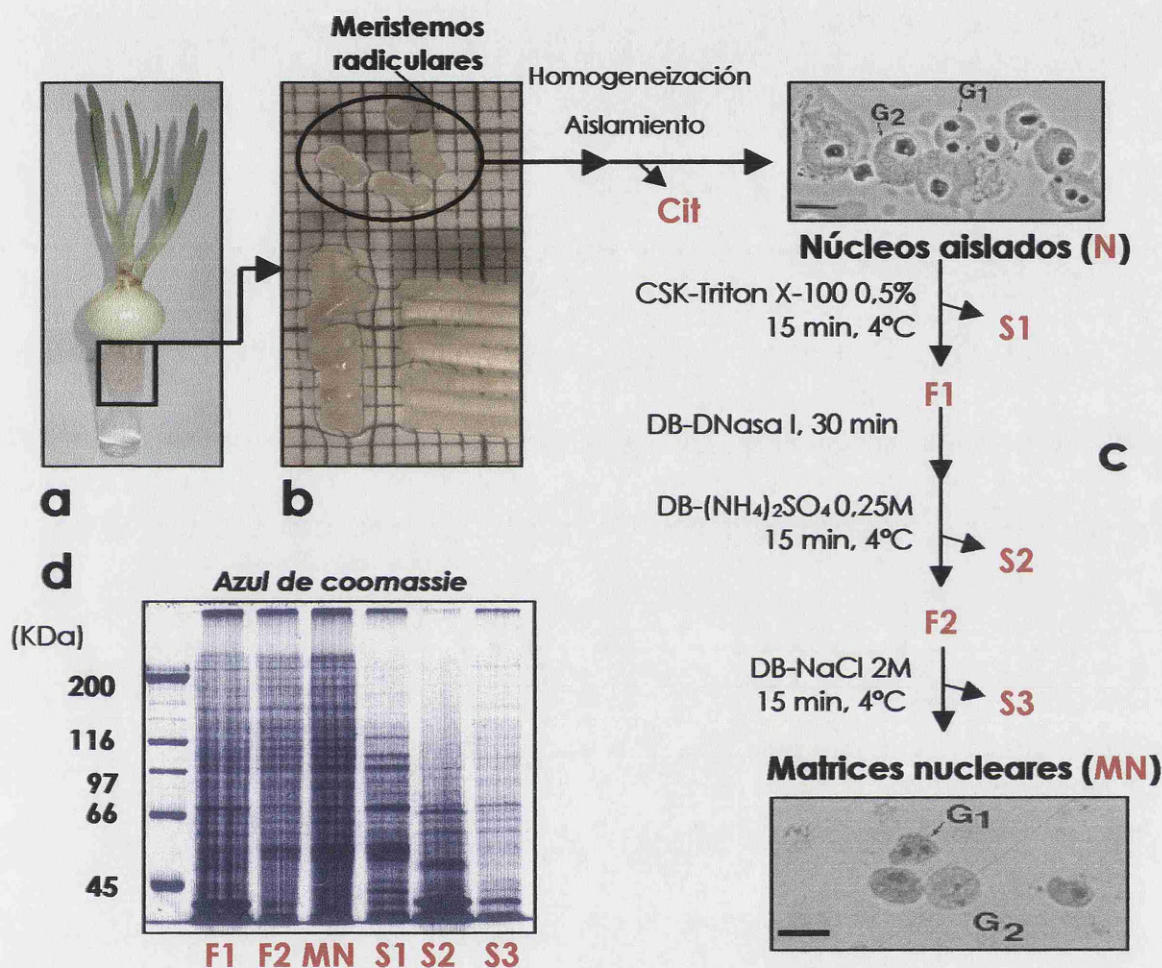 Meristemos
radiculares
Homogeneización
Aislamiento
Cit
G1
G2
Núcleos aislados (N)
CSK-Triton X-100 0,5%
15 min, 4ºC
S1
F1
DB-DNasa I, 30 min
c
DB-(NH₄)₂SO₄ 0,25M
15 min, 4ºC
S2
F2
DB-NaCl 2M
15 min, 4ºC
S3
Matrices nucleares (MN)
G1
G2
a
b
d
Azul de coomassie
(KDa)
200
116
97
66
45
F1 F2 MN S1 S2 S3